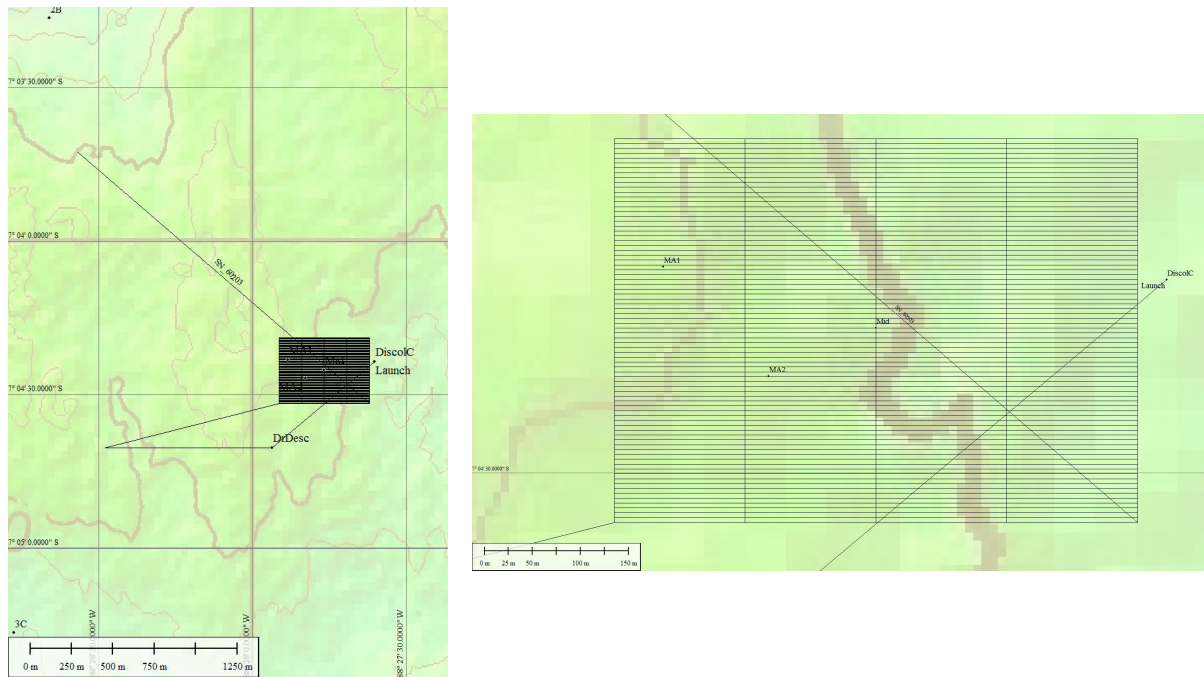 2B
7° 03' 30.0000" S
SN_60203
7° 04' 0.0000" S
DiscolC
Launch
7° 04' 30.0000" S
DrDesc
7° 05' 0.0000" S
88° 27' 30.0000" W
3C
0 m 250 m 500 m 750 m 1250 m
MA1
DiscolC
Launch
Mid
MA2
7° 04' 30.0000" S
0 m 25 m 50 m 100 m 150 m